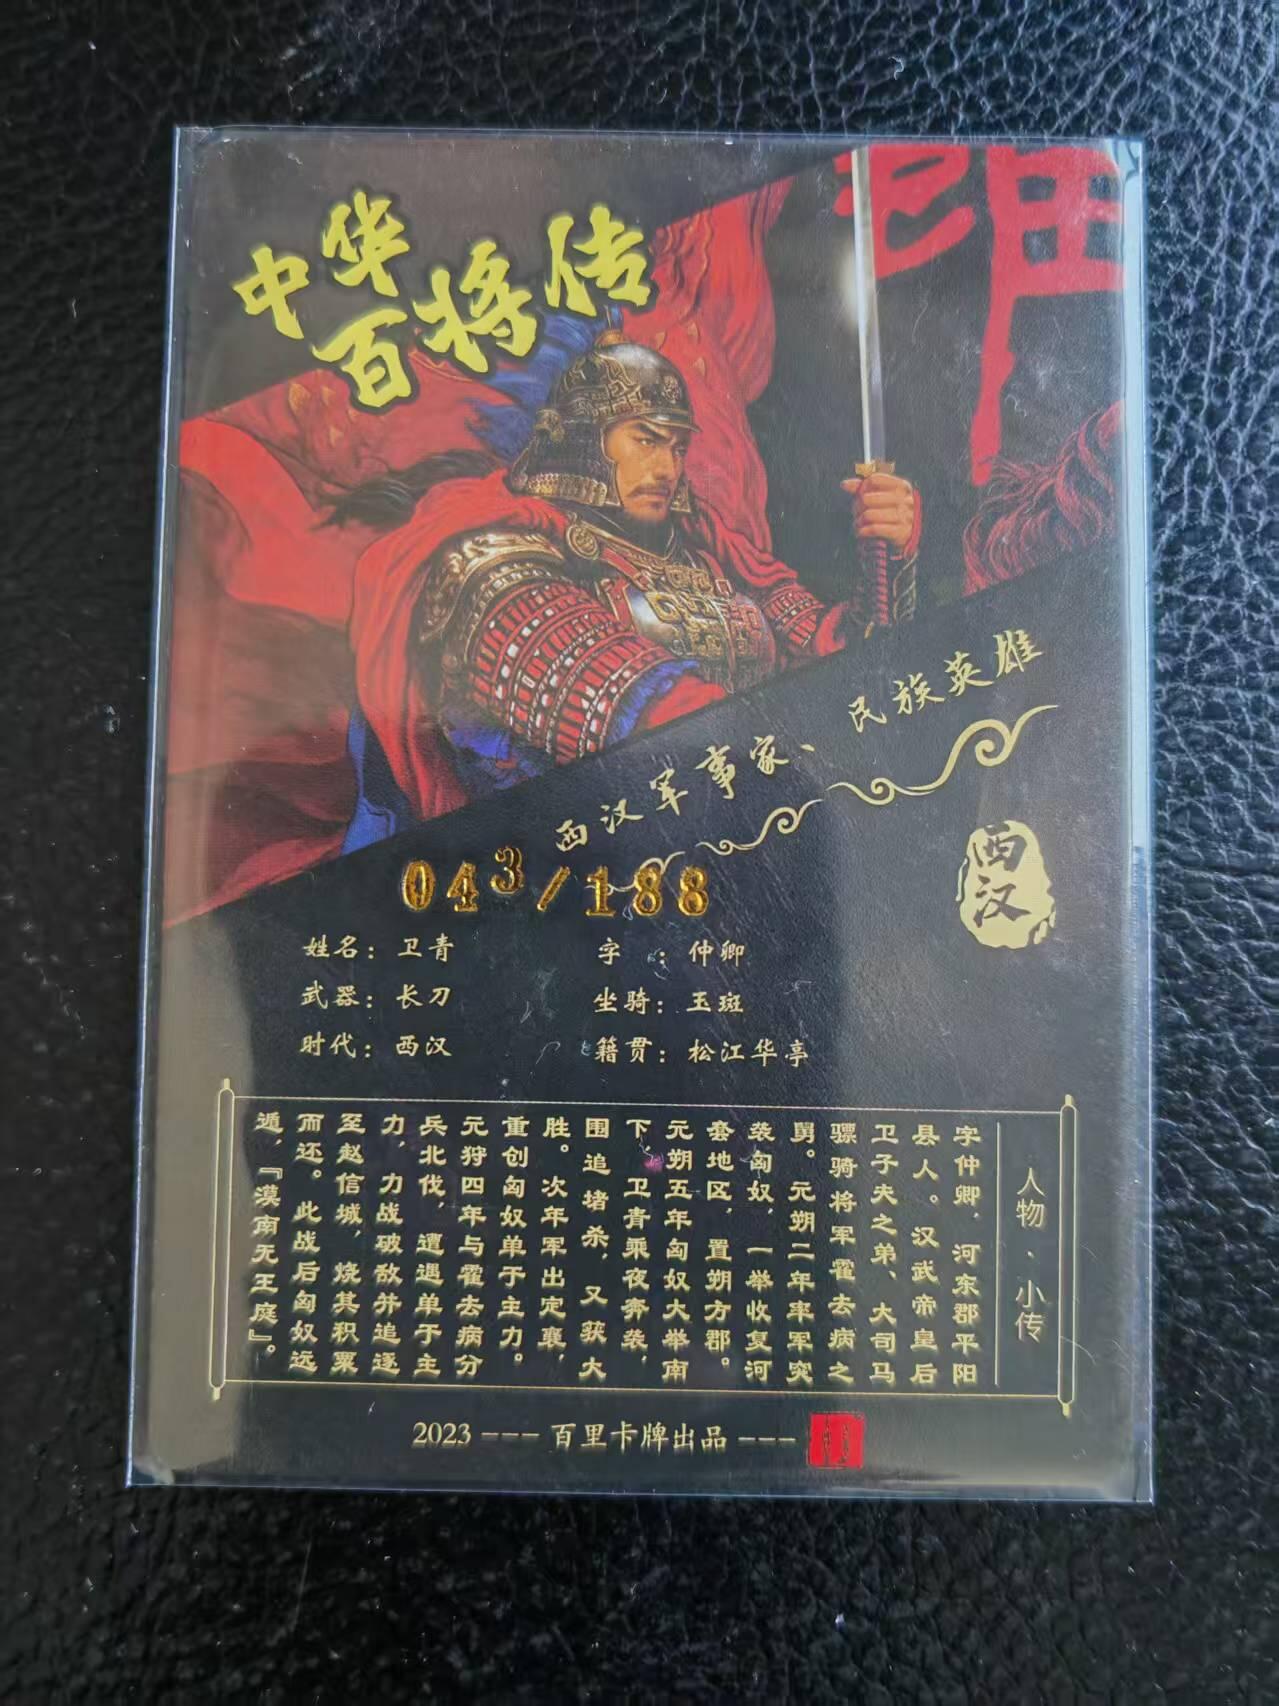 中华
百将传
西汉军事家、民族英雄
西汉
043/188
姓名：卫青
字：仲卿
武器：长刀
坐骑：玉斑
时代：西汉
籍贯：松江华亭
人物·小传
字仲卿，河东郡平阳
县人。汉武帝皇后
卫子夫之弟、大司马
骠骑将军霍去病之
舅。元朔二年率军突
袭匈奴，一举收复河
套地区，置朔方郡。
元朔五年匈奴大举南
下，卫青乘夜奔袭，
围追堵杀，又获大
胜。次年军出定襄，
重创匈奴单于主力。
元狩四年与霍去病分
兵北伐，遭遇单于主
力，力战破敌并追逐
至赵信城，烧其积粟
而还。此战后匈奴远
遁，『漠南无王庭』。
2023---百里卡牌出品---